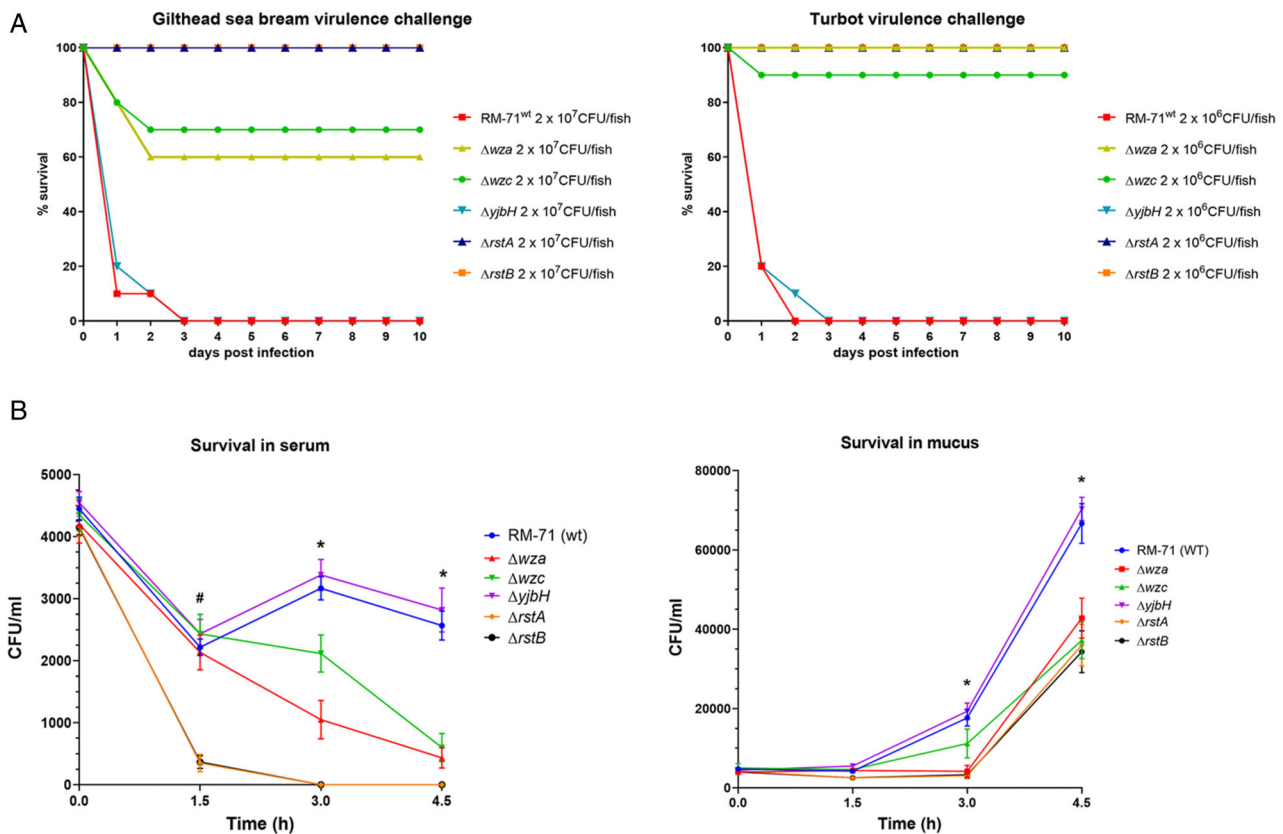 A
Gilthead sea bream virulence challenge
100
80
60
40
20
0
% survival
0 1 2 3 4 5 6 7 8 9 10
days post infection
RM-71wt 2 x 10⁷CFU/fish
Δwza 2 x 10⁷CFU/fish
Δwzc 2 x 10⁷CFU/fish
ΔyjbH 2 x 10⁷CFU/fish
ΔrstA 2 x 10⁷CFU/fish
ΔrstB 2 x 10⁷CFU/fish
Turbot virulence challenge
100
80
60
40
20
0
% survival
0 1 2 3 4 5 6 7 8 9 10
days post infection
RM-71wt 2 x 10⁶CFU/fish
Δwza 2 x 10⁶CFU/fish
Δwzc 2 x 10⁶CFU/fish
ΔyjbH 2 x 10⁶CFU/fish
ΔrstA 2 x 10⁶CFU/fish
ΔrstB 2 x 10⁶CFU/fish
B
Survival in serum
5000
4000
3000
2000
1000
0
CFU/ml
# * *
0.0 1.5 3.0 4.5
Time (h)
RM-71 (wt)
Δwza
Δwzc
ΔyjbH
ΔrstA
ΔrstB
Survival in mucus
80000
60000
40000
20000
0
CFU/ml
* *
0.0 1.5 3.0 4.5
Time (h)
RM-71 (WT)
Δwza
Δwzc
ΔyjbH
ΔrstA
ΔrstB